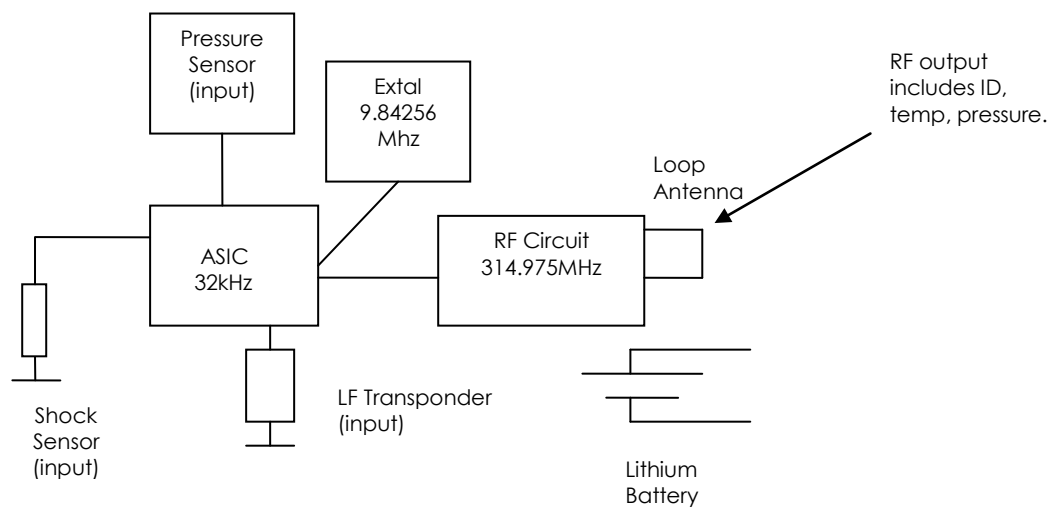 Pressure
Sensor
(input)
Extal
9.84256
Mhz
RF output
includes ID,
temp, pressure.
Loop
Antenna
ASIC
32kHz
RF Circuit
314.975MHz
Shock
Sensor
(input)
LF Transponder
(input)
Lithium
Battery